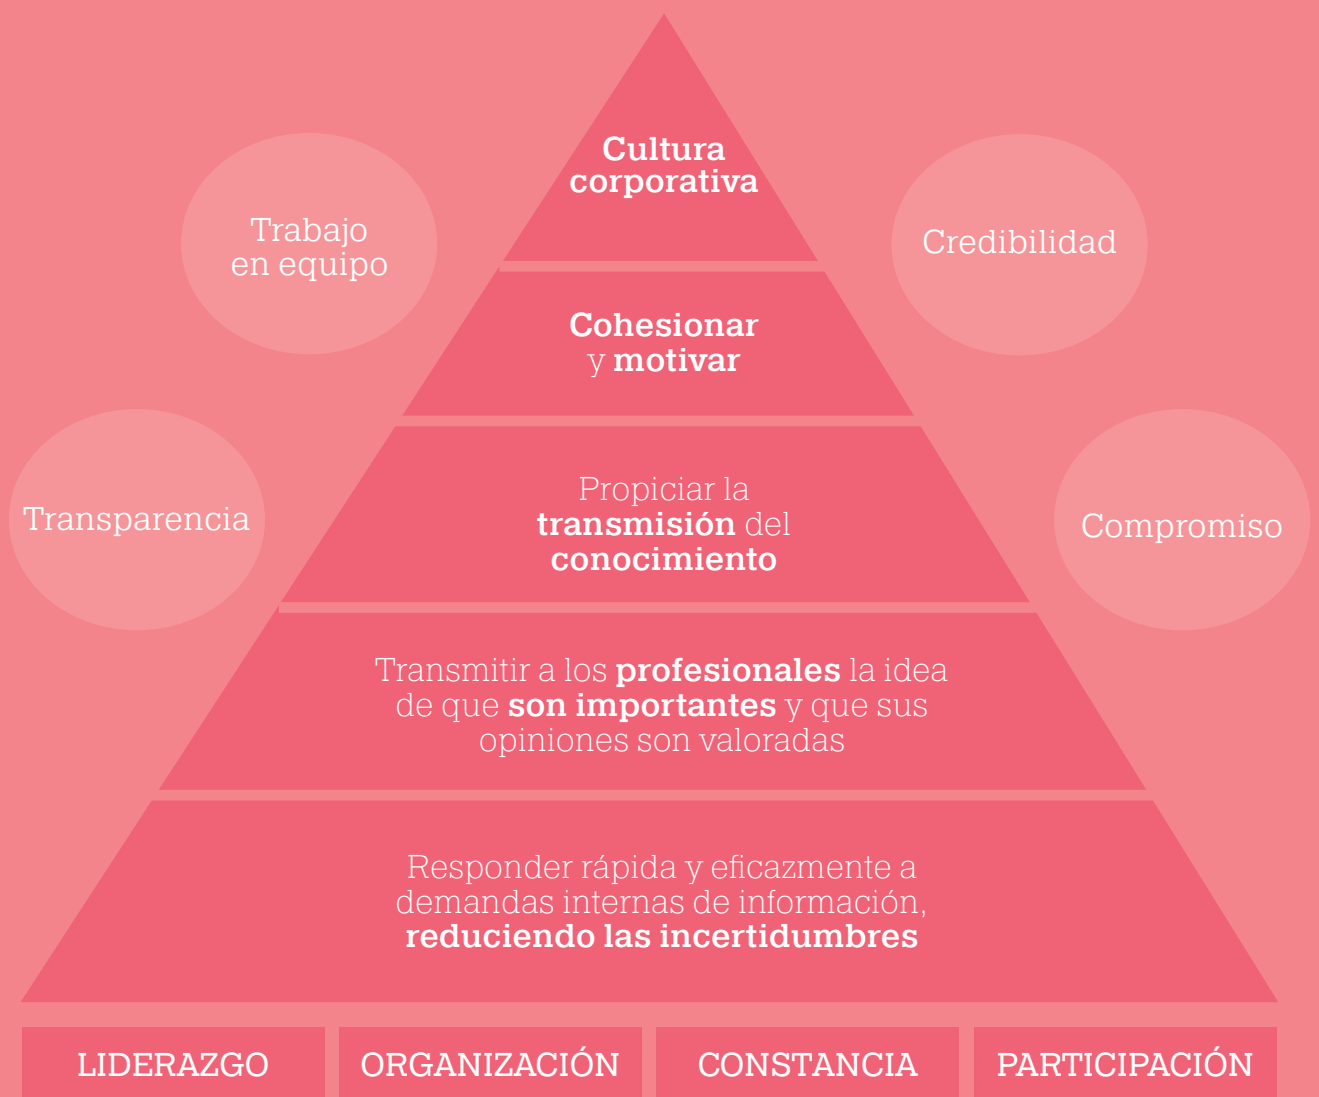 Cultura
corporativa
Trabajo
en equipo
Credibilidad
Cohesionar
y motivar
Propiciar la
transmisión del
conocimiento
Transparencia
Compromiso
Transmitir a los profesionales la idea
de que son importantes y que sus
opiniones son valoradas
Responder rápida y eficazmente a
demandas internas de información,
reduciendo las incertidumbres
LIDERAZGO
ORGANIZACIÓN
CONSTANCIA
PARTICIPACIÓN